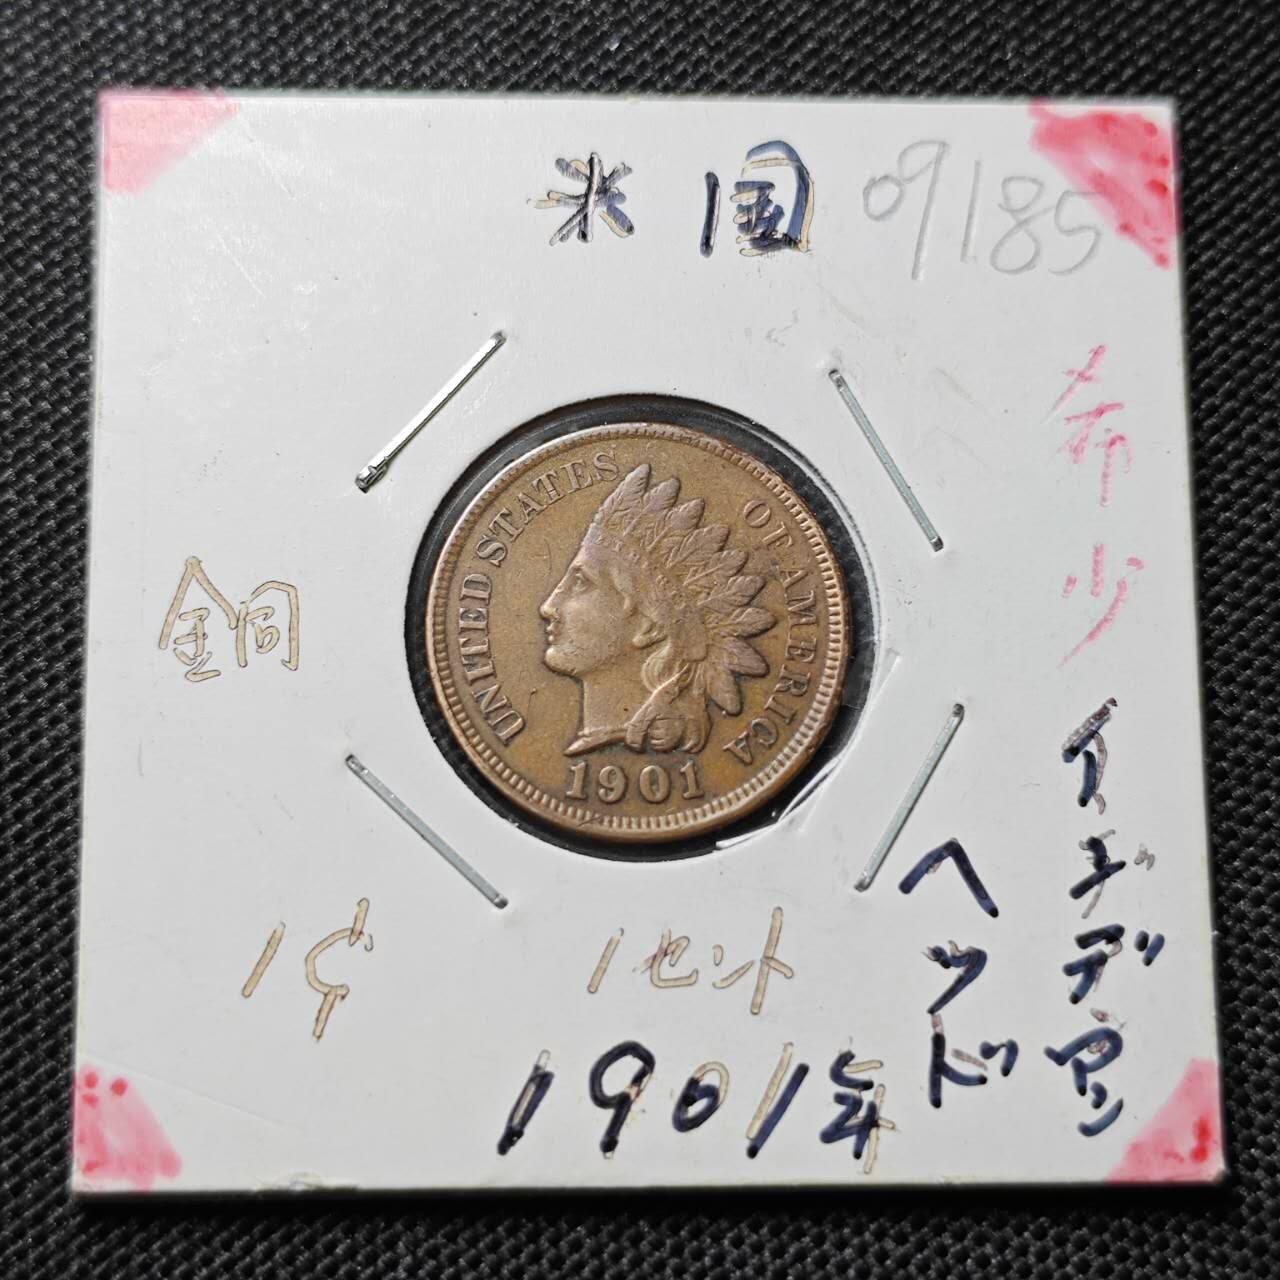 米国
09185
希少
インデアン
ヘッド
銅
UNITED STATES OF AMERICA
1901
1¢
1セント
1901年